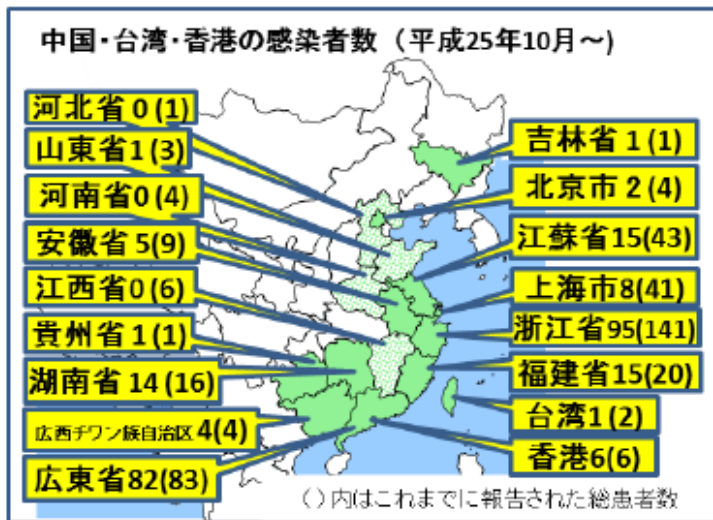 中国・台湾・香港の感染者数（平成25年10月～)
河北省 0 (1)
山東省1 (3)
河南省0 (4)
安徽省 5(9)
江西省0 (6)
貴州省 1 (1)
湖南省 14 (16)
広西チワン族自治区 4(4)
広東省82(83)
吉林省 1 (1)
北京市 2 (4)
江蘇省15(43)
上海市8(41)
浙江省95(141)
福建省15(20)
台湾1 (2)
香港6(6)
（）内はこれまでに報告された総患者数